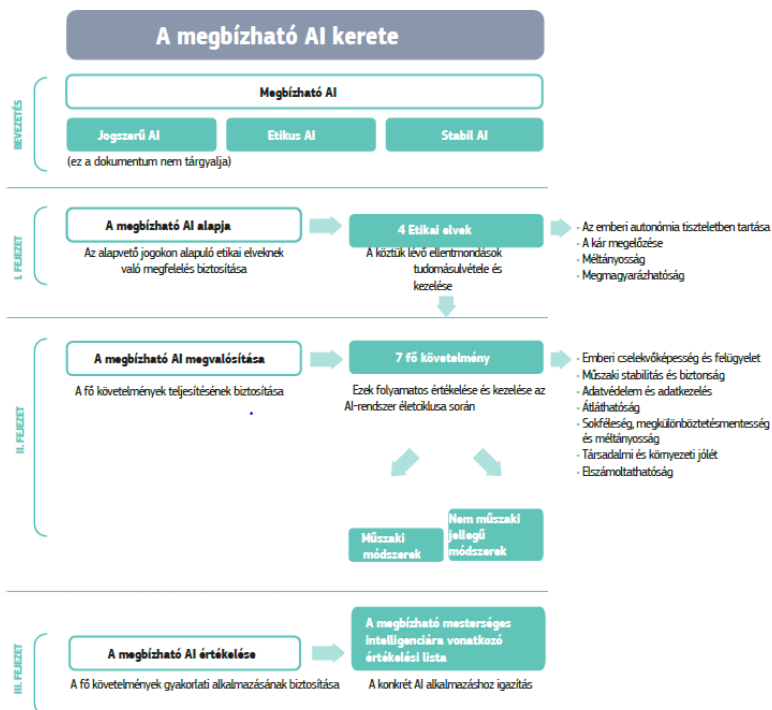 A megbízható AI kerete
BEVEZETÉS
Megbízható AI
Jogszerű AI
Etikus AI
Stabil AI
(ez a dokumentum nem tárgyalja)
I. FEJEZET
A megbízható AI alapja
Az alapvető jogokon alapuló etikai elveknek
való megfelelés biztosítása
4 Etikai elvek
A köztük lévő ellentmondások
tudomásulvétele és
kezelése
· Az emberi autonómia tiszteletben tartása
· A kár megelőzése
· Méltányosság
· Megmagyarázhatóság
II. FEJEZET
A megbízható AI megvalósítása
A fő követelmények teljesítésének biztosítása
7 fő követelmény
Ezek folyamatos értékelése és kezelése az
AI-rendszer életciklusa során
· Emberi cselekvőképesség és felügyelet
· Műszaki stabilitás és biztonság
· Adatvédelem és adatkezelés
· Átláthatóság
· Sokféleség, megkülönböztetésmentesség
és méltányosság
· Társadalmi és környezeti jólét
· Elszámoltathatóság
Műszaki
módszerek
Nem műszaki
jellegű
módszerek
III. FEJEZET
A megbízható AI értékelése
A fő követelmények gyakorlati alkalmazásának biztosítása
A megbízható mesterséges
intelligenciára vonatkozó
értékelési lista
A konkrét AI alkalmazáshoz igazítás